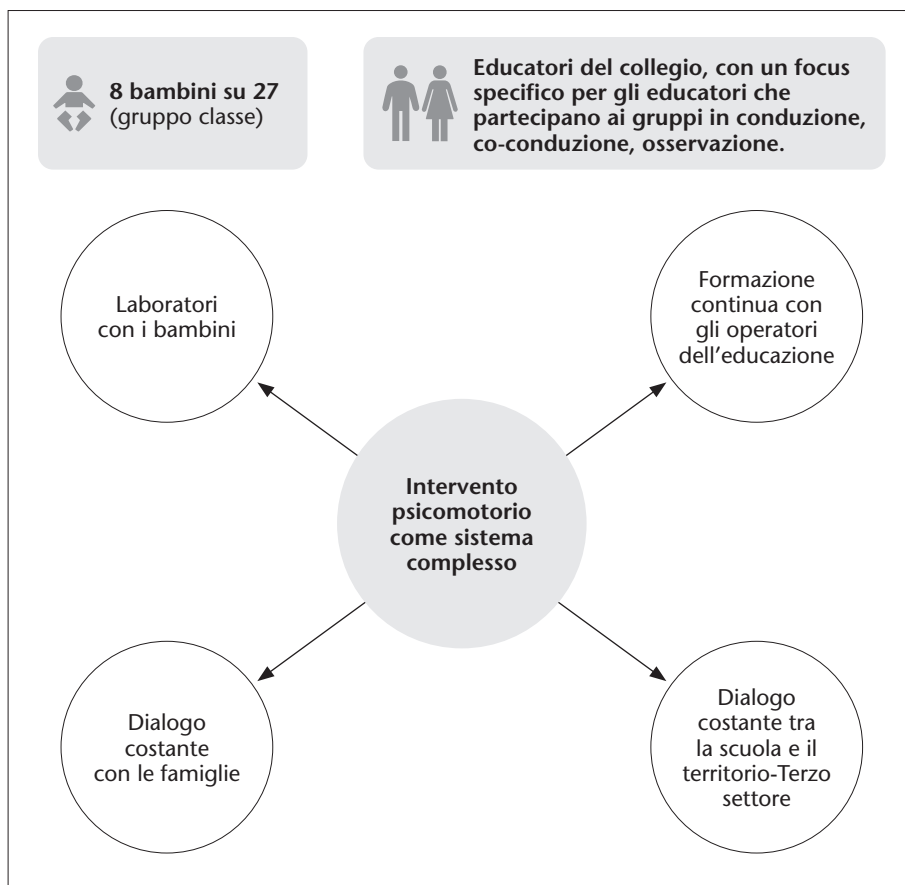 8 bambini su 27
(gruppo classe)
Educatori del collegio, con un focus
specifico per gli educatori che
partecipano ai gruppi in conduzione,
co-conduzione, osservazione.
Laboratori
con i bambini
Formazione
continua con
gli operatori
dell’educazione
Intervento
psicomotorio
come sistema
complesso
Dialogo
costante
con le famiglie
Dialogo
costante tra
la scuola e il
territorio-Terzo
settore